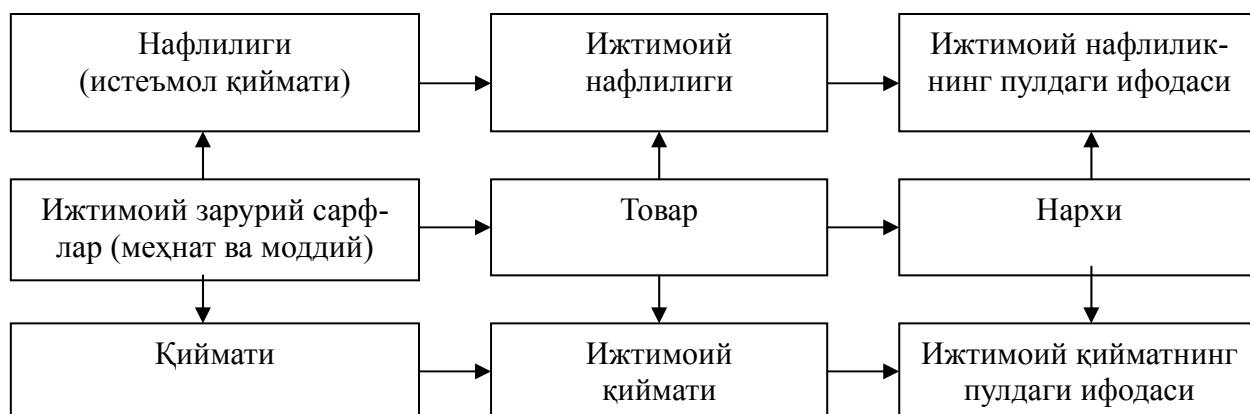 Нафлилиги
(истеъмол қиймати)
Ижтимоий
нафлилиги
Ижтимоий нафлилик-
нинг пулдаги ифодаси
Ижтимоий зарурий сарф-
лар (меҳнат ва моддий)
Товар
Нархи
Қиймати
Ижтимоий
қиймати
Ижтимоий қийматнинг
пулдаги ифодаси